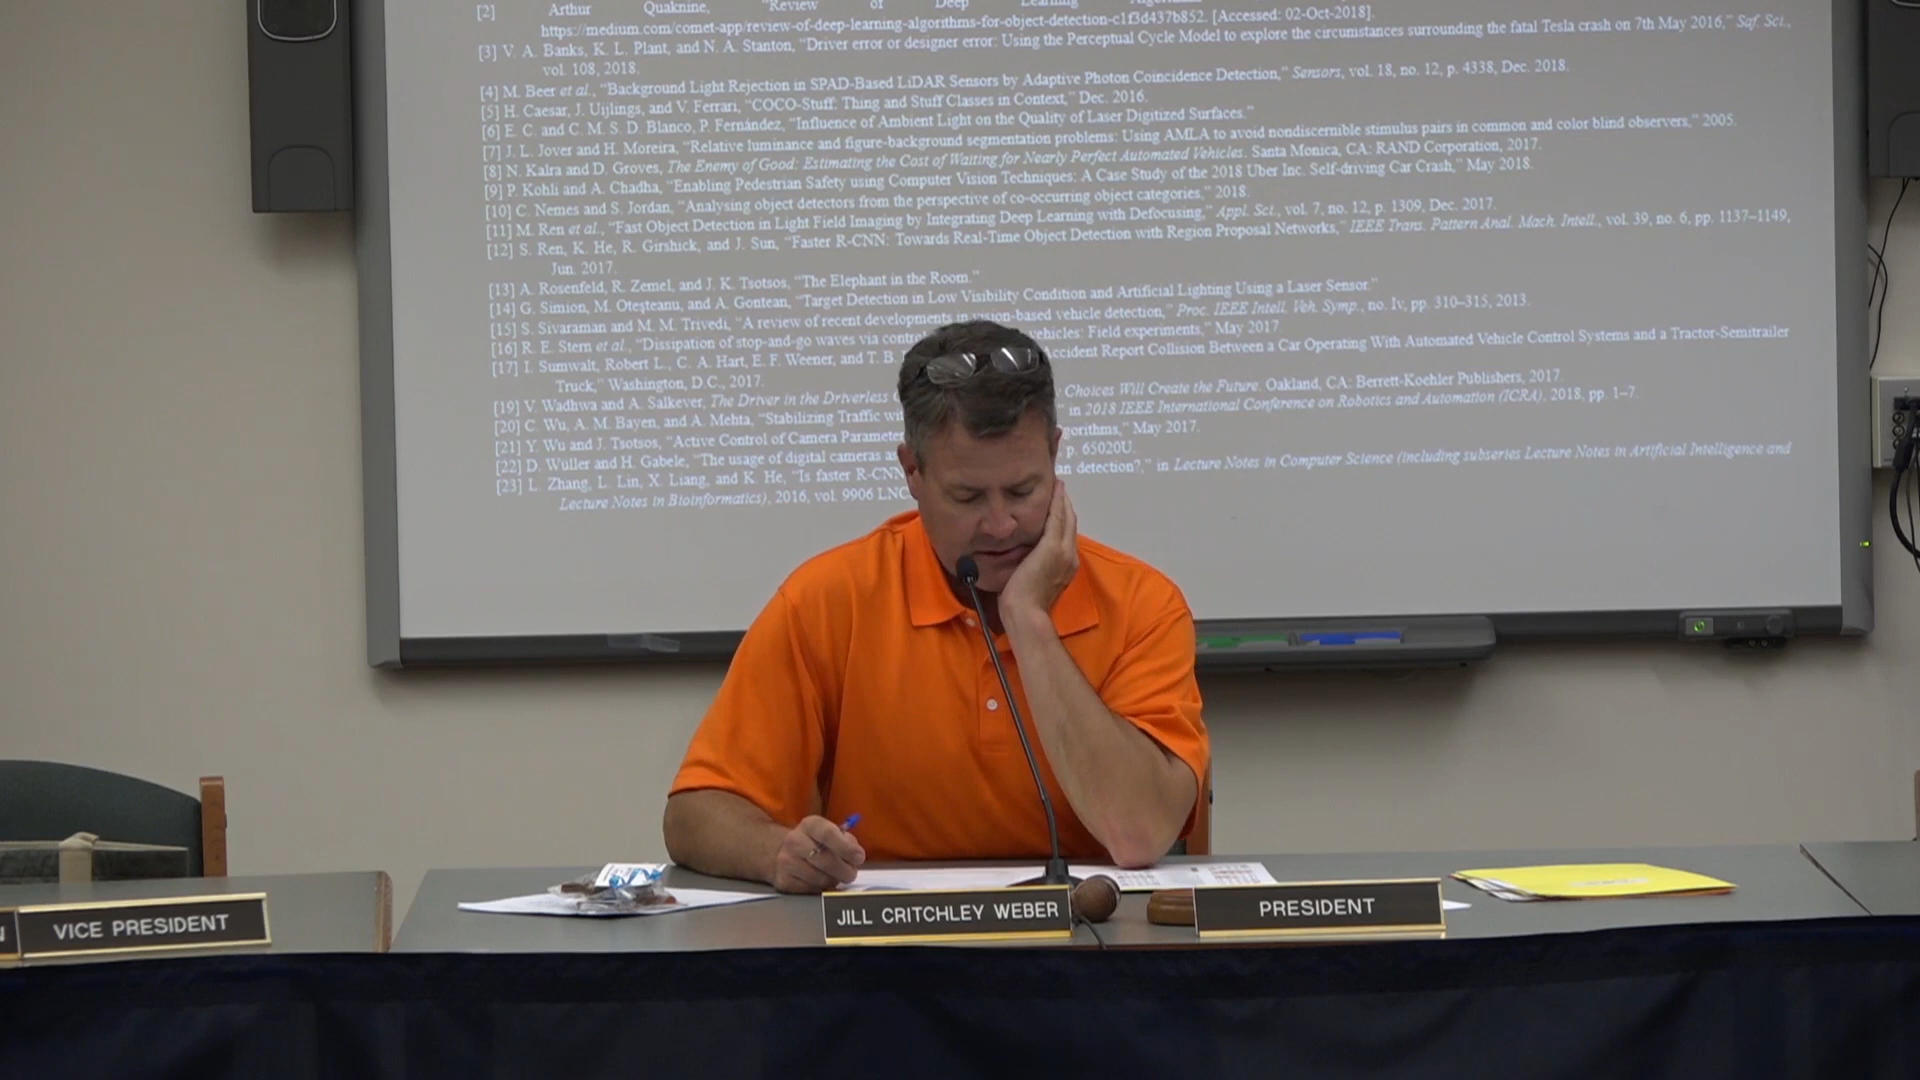 [2] Arthur Quaknine, "Review of Deep Learning
https://medium.com/comet-app/review-of-deep-learning-algorithms-for-object-detection-c1f3d437b852. [Accessed: 02-Oct-2018].
[3] V. A. Banks, K. L. Plant, and N. A. Stanton, "Driver error or designer error: Using the Perceptual Cycle Model to explore the circumstances surrounding the fatal Tesla crash on 7th May 2016," Saf. Sci.,
vol. 108, 2018.
[4] M. Beer et al., "Background Light Rejection in SPAD-Based LiDAR Sensors by Adaptive Photon Coincidence Detection," Sensors, vol. 18, no. 12, p. 4338, Dec. 2018.
[5] H. Caesar, J. Uijlings, and V. Ferrari, "COCO-Stuff: Thing and Stuff Classes in Context," Dec. 2016.
[6] E. C. and C. M. S. D. Blanco, P. Fernández, "Influence of Ambient Light on the Quality of Laser Digitized Surfaces."
[7] J. L. Jover and H. Moreira, "Relative luminance and figure-background segmentation problems: Using AMLA to avoid nondiscernible stimulus pairs in common and color blind observers," 2005.
[8] N. Kalra and D. Groves, The Enemy of Good: Estimating the Cost of Waiting for Nearly Perfect Automated Vehicles. Santa Monica, CA: RAND Corporation, 2017.
[9] P. Kohli and A. Chadha, "Enabling Pedestrian Safety using Computer Vision Techniques: A Case Study of the 2018 Uber Inc. Self-driving Car Crash," May 2018.
[10] C. Nemes and S. Jordan, "Analysing object detectors from the perspective of co-occurring object categories," 2018.
[11] M. Ren et al., "Fast Object Detection in Light Field Imaging by Integrating Deep Learning with Defocusing," Appl. Sci., vol. 7, no. 12, p. 1309, Dec. 2017.
[12] S. Ren, K. He, R. Girshick, and J. Sun, "Faster R-CNN: Towards Real-Time Object Detection with Region Proposal Networks," IEEE Trans. Pattern Anal. Mach. Intell., vol. 39, no. 6, pp. 1137–1149,
Jun. 2017.
[13] A. Rosenfeld, R. Zemel, and J. K. Tsotsos, "The Elephant in the Room."
[14] G. Simion, M. Oteșteanu, and A. Gontean, "Target Detection in Low Visibility Condition and Artificial Lighting Using a Laser Sensor."
[15] S. Sivaraman and M. M. Trivedi, "A review of recent developments in vision-based vehicle detection," Proc. IEEE Intell. Veh. Symp., no. Iv, pp. 310–315, 2013.
[16] R. E. Stern et al., "Dissipation of stop-and-go waves via contro vehicles: Field experiments," May 2017.
[17] I. Sumwalt, Robert L., C. A. Hart, E. F. Weener, and T. B. Accident Report Collision Between a Car Operating With Automated Vehicle Control Systems and a Tractor-Semitrailer
Truck," Washington, D.C., 2017.
[19] V. Wadhwa and A. Salkever, The Driver in the Driverless Choices Will Create the Future. Oakland, CA: Berrett-Koehler Publishers, 2017.
[20] C. Wu, A. M. Bayen, and A. Mehta, "Stabilizing Traffic wi " in 2018 IEEE International Conference on Robotics and Automation (ICRA), 2018, pp. 1–7.
[21] Y. Wu and J. Tsotsos, "Active Control of Camera Parameter gorithms," May 2017.
[22] D. Wüller and H. Gabele, "The usage of digital cameras as p. 65020U.
[23] L. Zhang, L. Lin, X. Liang, and K. He, "Is faster R-CNN an detection?," in Lecture Notes in Computer Science (including subseries Lecture Notes in Artificial Intelligence and
Lecture Notes in Bioinformatics), 2016, vol. 9906 LNC
VICE PRESIDENT
JILL CRITCHLEY WEBER
PRESIDENT